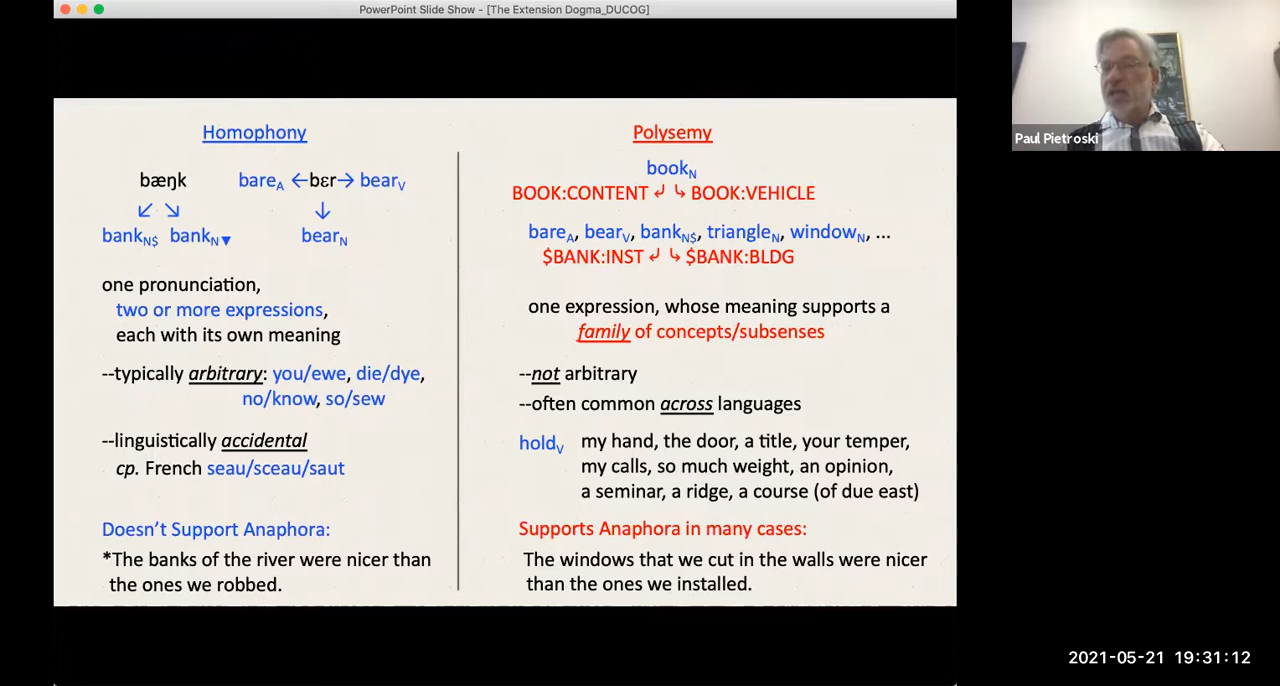 PowerPoint Slide Show - [The Extension Dogma_DUCOG]
Homophony
bæŋk
bareA ←bɛr→ bearV
↙ ↘
↓
bankN$ bankN▼
bearN
one pronunciation,
two or more expressions,
each with its own meaning
--typically arbitrary: you/ewe, die/dye,
no/know, so/sew
--linguistically accidental
cp. French seau/sceau/saut
Doesn’t Support Anaphora:
*The banks of the river were nicer than
the ones we robbed.
Polysemy
bookN
BOOK:CONTENT ↲ ↳ BOOK:VEHICLE
bareA, bearV, bankN$, triangleN, windowN, ...
$BANK:INST ↲ ↳ $BANK:BLDG
one expression, whose meaning supports a
family of concepts/subsenses
--not arbitrary
--often common across languages
holdV my hand, the door, a title, your temper,
my calls, so much weight, an opinion,
a seminar, a ridge, a course (of due east)
Supports Anaphora in many cases:
The windows that we cut in the walls were nicer
than the ones we installed.
Paul Pietroski
2021-05-21 19:31:12